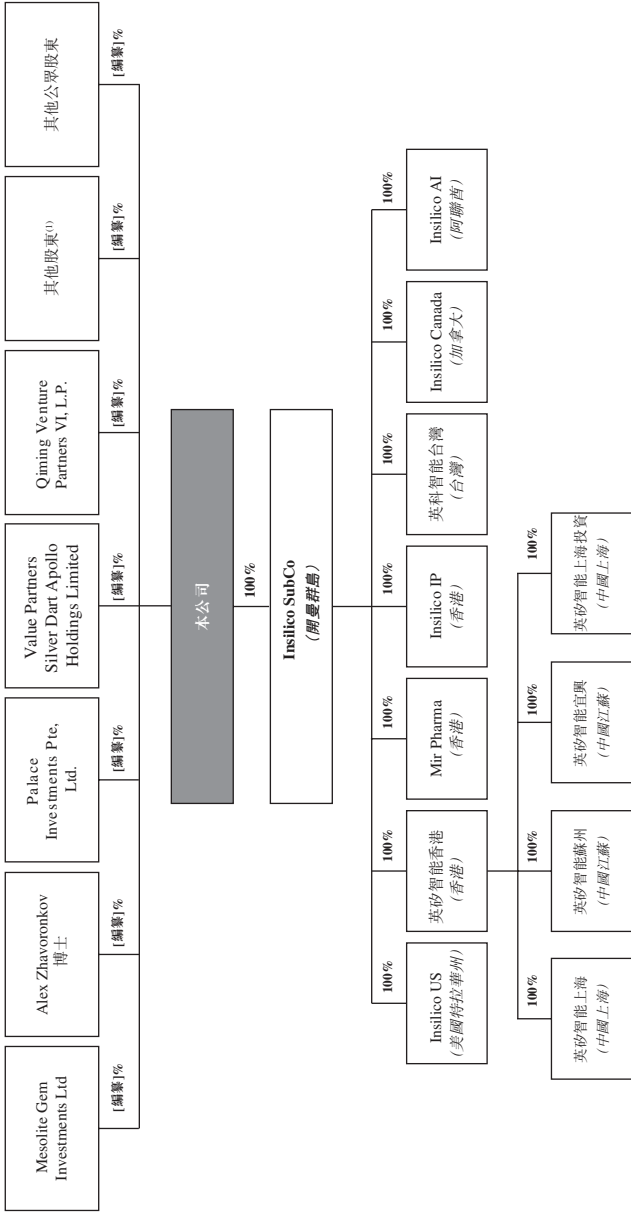 Mesolite Gem
Investments Ltd
Alex Zhavoronkov
博士
Palace
Investments Pte,
Ltd.
Value Partners
Silver Dart Apollo
Holdings Limited
Qiming Venture
Partners VI, L.P.
其他股東(1)
其他公眾股東
[編纂]%
[編纂]%
[編纂]%
[編纂]%
[編纂]%
[編纂]%
[編纂]%
本公司
100%
Insilico SubCo
(開曼群島)
100%
100%
100%
100%
100%
100%
100%
Insilico US
(美國特拉華州)
英矽智能香港
(香港)
Mir Pharma
(香港)
Insilico IP
(香港)
英科智能台灣
(台灣)
Insilico Canada
(加拿大)
Insilico AI
(阿聯酋)
100%
100%
100%
100%
英矽智能上海
(中國上海)
英矽智能蘇州
(中國江蘇)
英矽智能宜興
(中國江蘇)
英矽智能上海投資
(中國上海)